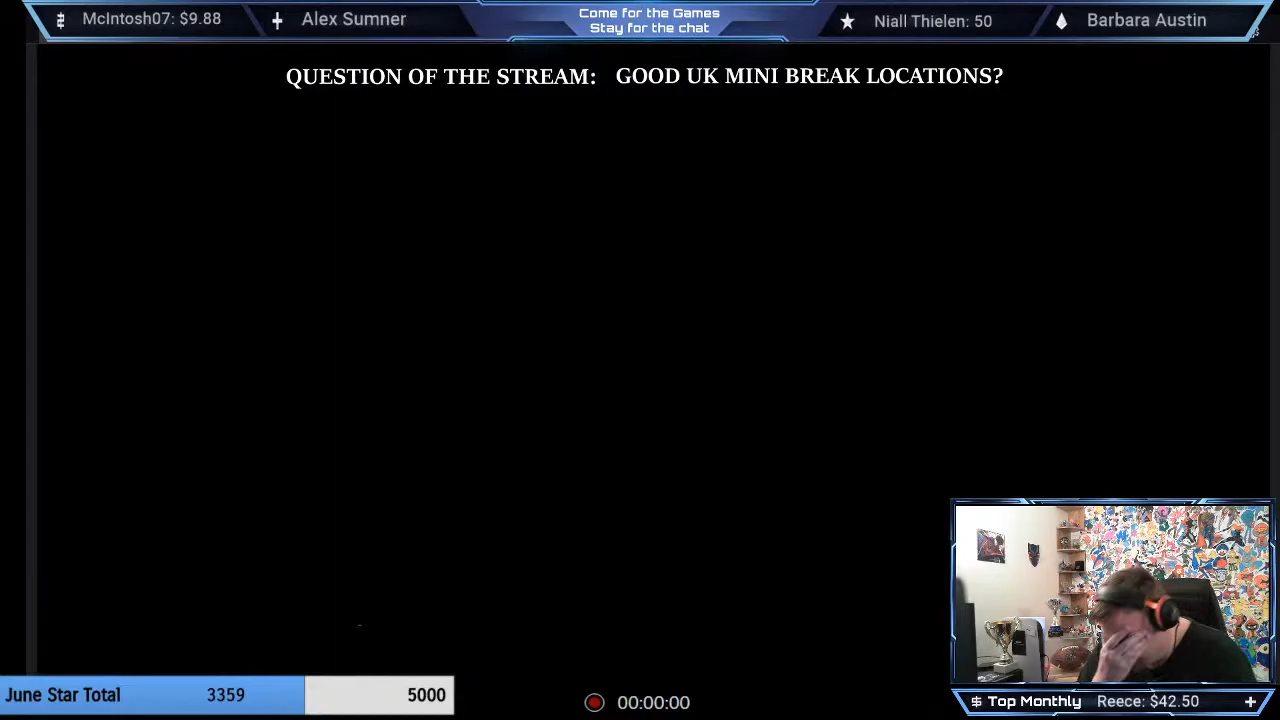 McIntosh07: $9.88
Alex Sumner
Come for the Games
Stay for the chat
Niall Thielen: 50
Barbara Austin
QUESTION OF THE STREAM: GOOD UK MINI BREAK LOCATIONS?
June Star Total 3359 5000
00:00:00
Top Monthly Reece: $42.50